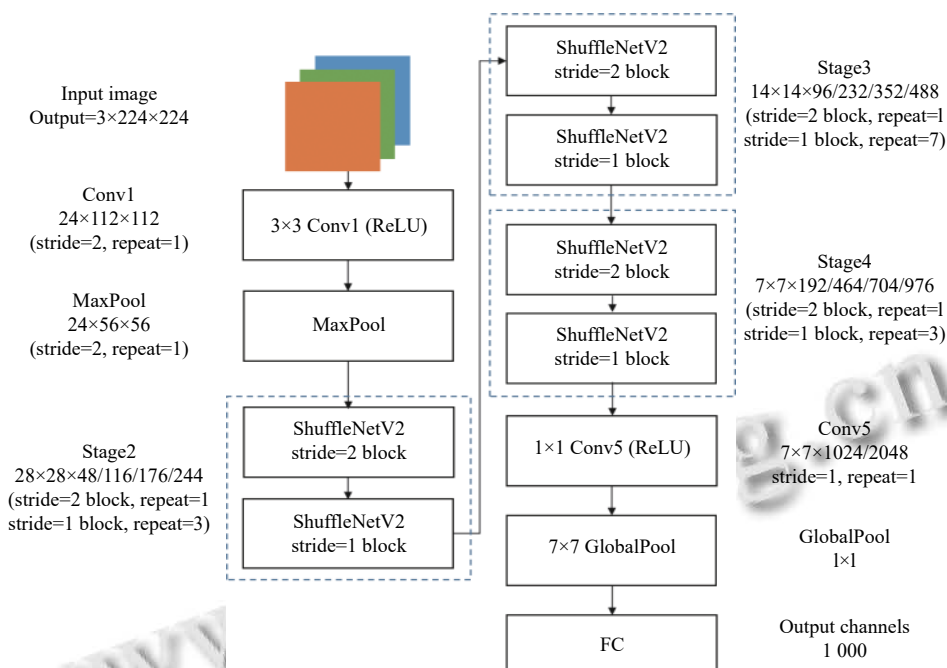 Input image
Output=3×224×224
Conv1
24×112×112
(stride=2, repeat=1)
3×3 Conv1 (ReLU)
MaxPool
24×56×56
(stride=2, repeat=1)
MaxPool
Stage2
28×28×48/116/176/244
(stride=2 block, repeat=1
stride=1 block, repeat=3)
ShuffleNetV2
stride=2 block
ShuffleNetV2
stride=1 block
ShuffleNetV2
stride=2 block
ShuffleNetV2
stride=1 block
Stage3
14×14×96/232/352/488
(stride=2 block, repeat=l
stride=1 block, repeat=7)
ShuffleNetV2
stride=2 block
ShuffleNetV2
stride=1 block
Stage4
7×7×192/464/704/976
(stride=2 block, repeat=l
stride=1 block, repeat=3)
1×1 Conv5 (ReLU)
Conv5
7×7×1024/2048
stride=1, repeat=1
7×7 GlobalPool
GlobalPool
l×l
FC
Output channels
1 000
g.cn